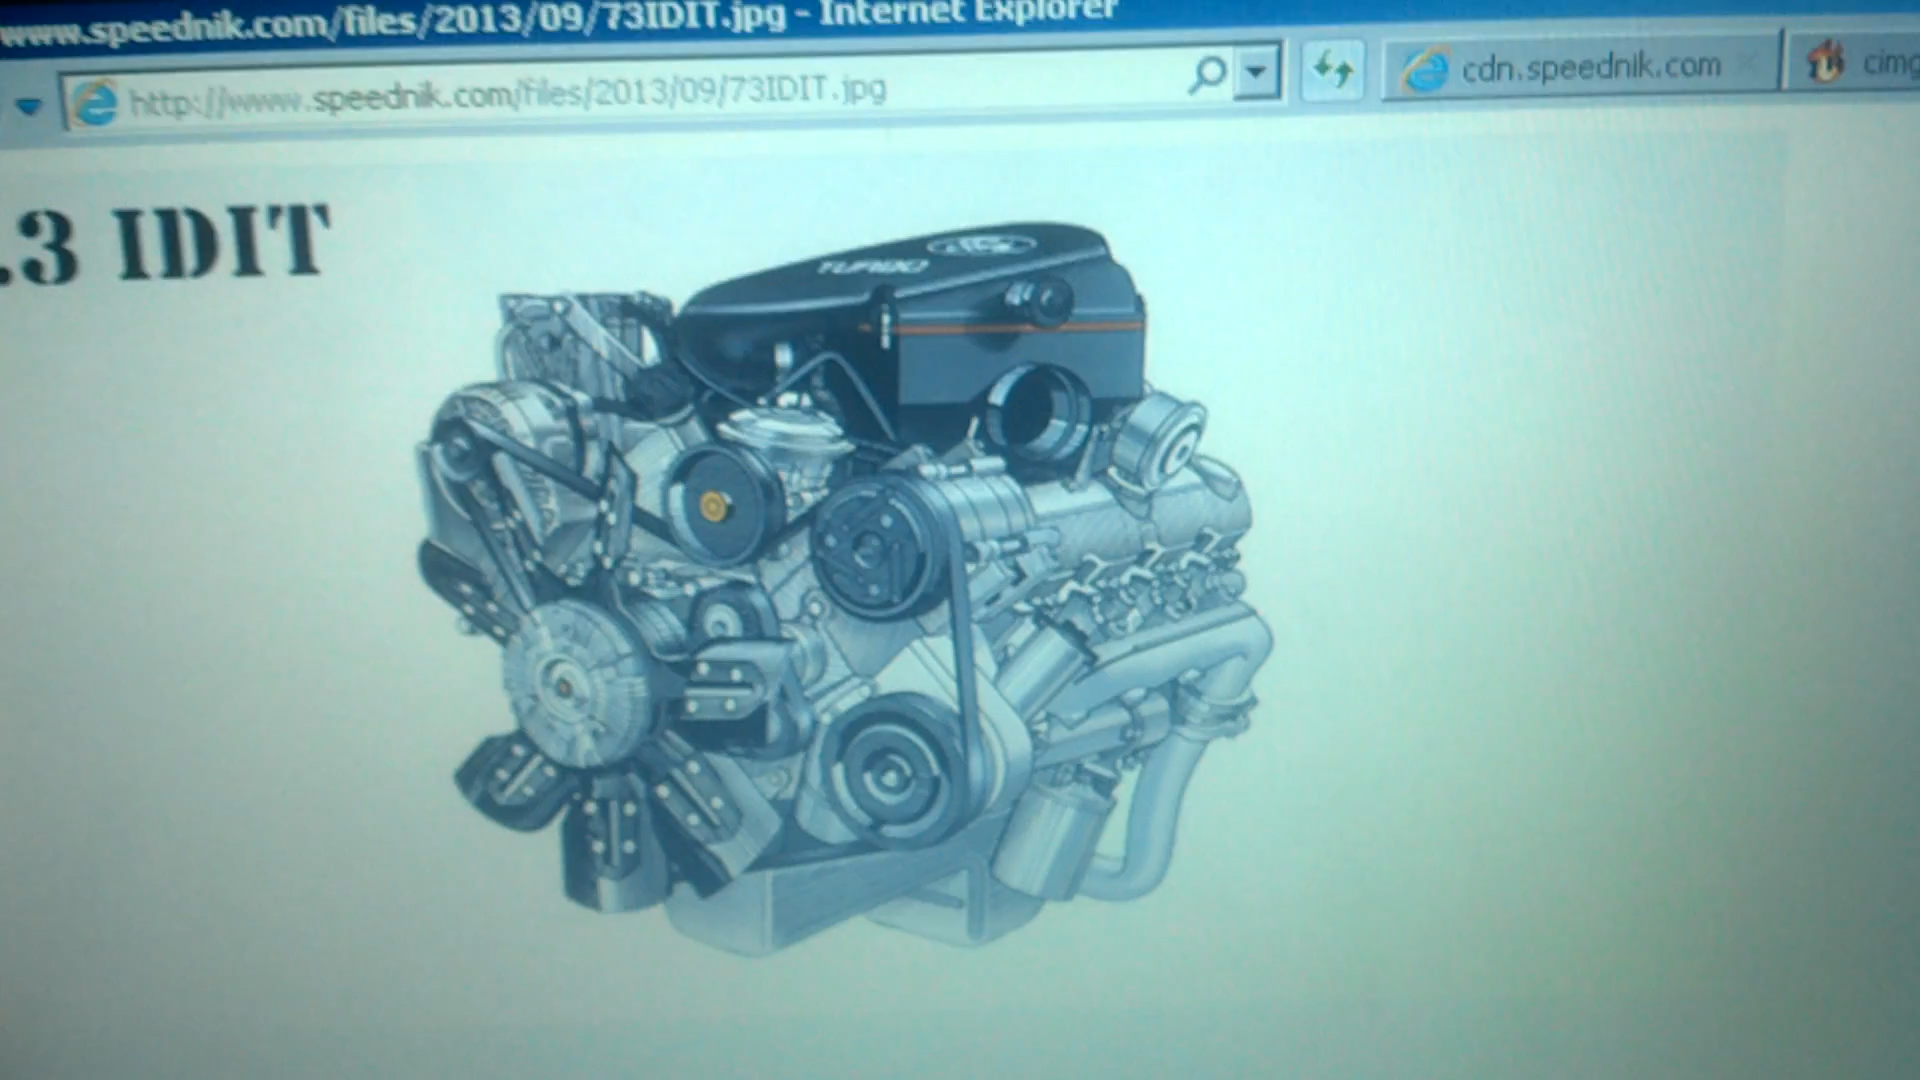 www.speednik.com/files/2013/09/73IDIT.jpg - Internet Explorer
http://www.speednik.com/files/2013/09/73IDIT.jpg
cdn.speednik.com
cimg
.3 IDIT
TURBO